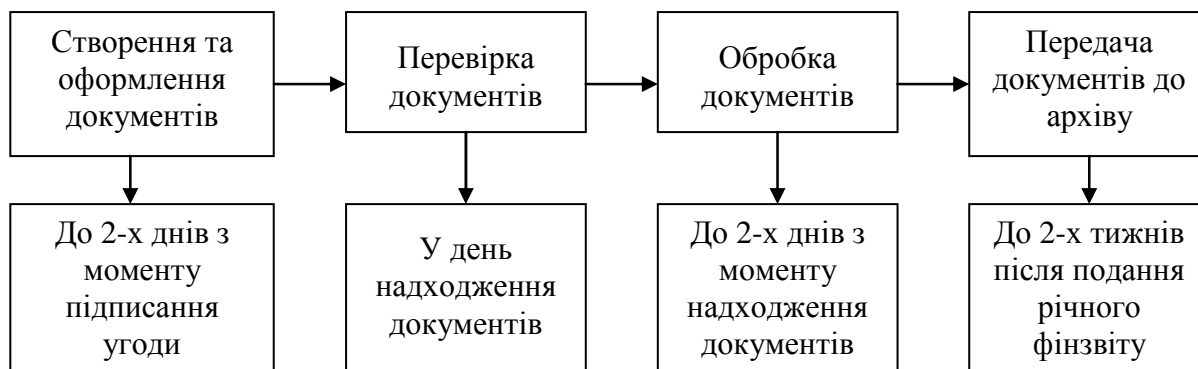 Створення та
оформлення
документів
Перевірка
документів
Обробка
документів
Передача
документів до
архіву
До 2-х днів з
моменту
підписання
угоди
У день
надходження
документів
До 2-х днів з
моменту
надходження
документів
До 2-х тижнів
після подання
річного
фінзвіту